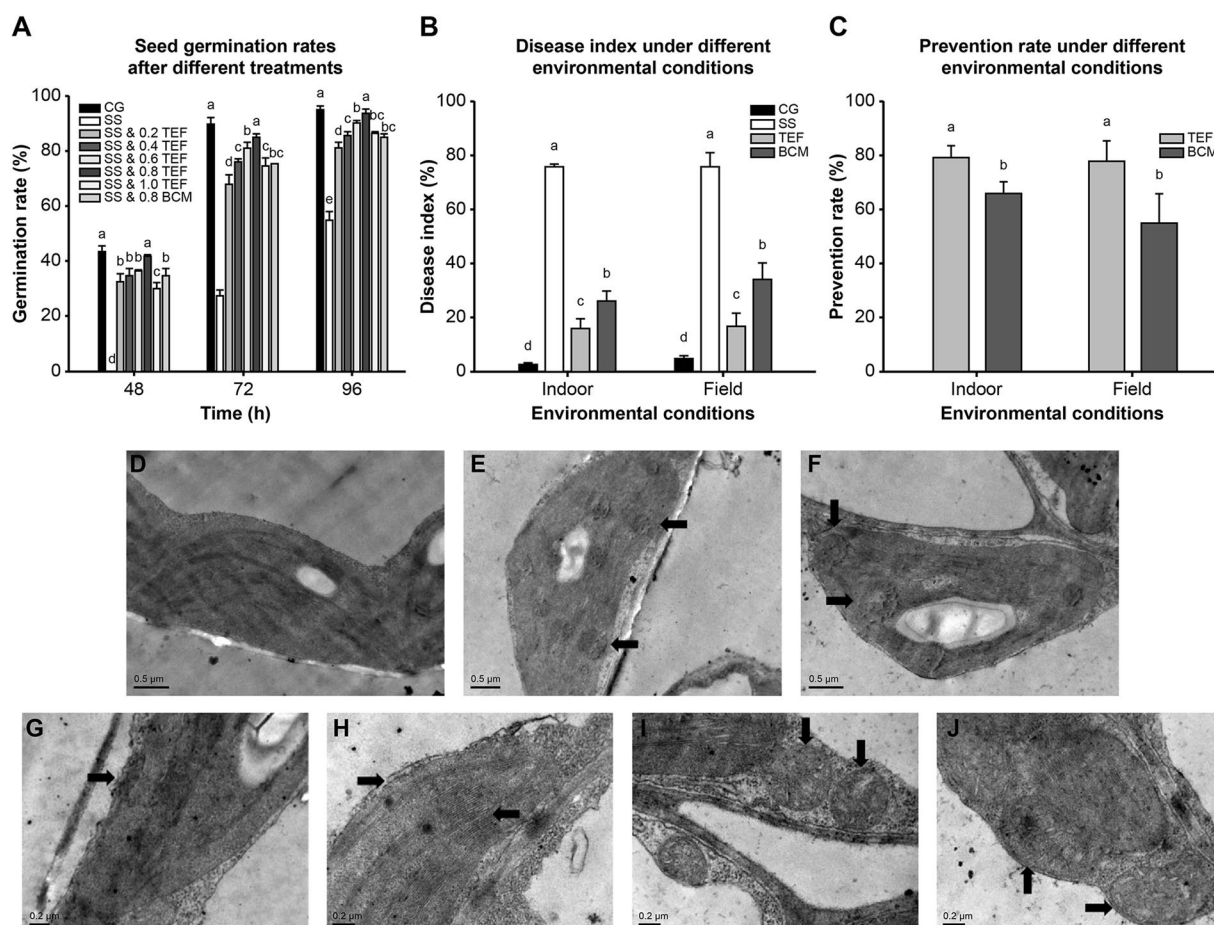 A
Seed germination rates
after different treatments
Germination rate (%)
100
80
60
40
20
0
CG
SS
SS & 0.2 TEF
SS & 0.4 TEF
SS & 0.6 TEF
SS & 0.8 TEF
SS & 1.0 TEF
SS & 0.8 BCM
a
d
b
b
b
a
c
b
a
d
c
b
a
bc
bc
a
e
d
c
b
a
bc
bc
48
72
96
Time (h)
B
Disease index under different
environmental conditions
Disease index (%)
100
80
60
40
20
0
CG
SS
TEF
BCM
d
a
c
b
d
a
c
b
Indoor
Field
Environmental conditions
C
Prevention rate under different
environmental conditions
Prevention rate (%)
100
80
60
40
20
0
TEF
BCM
a
b
a
b
Indoor
Field
Environmental conditions
D
0.5 µm
E
0.5 µm
F
0.5 µm
G
0.2 µm
H
0.2 µm
I
0.2 µm
J
0.2 µm